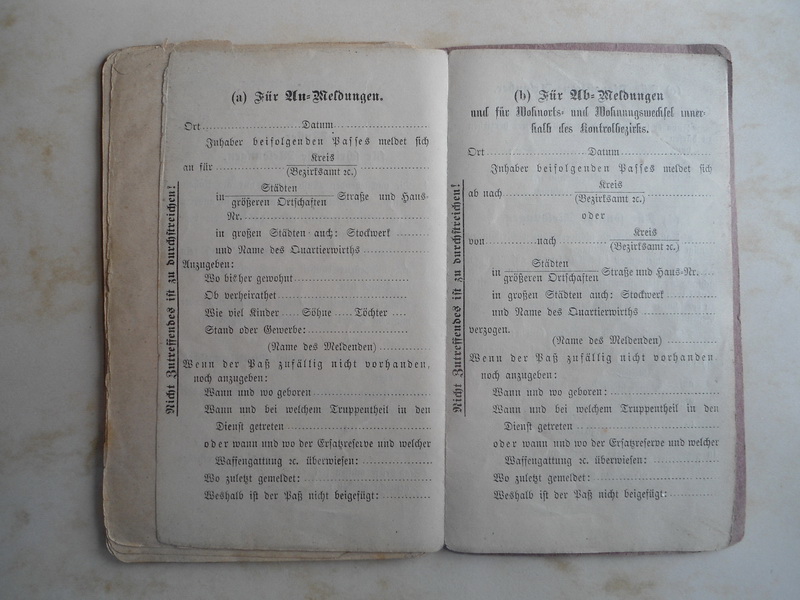 (a) Für An-Meldungen.
Ort ............ Datum ............
Inhaber beifolgenden Passes meldet sich
an für ............ Kreis
(Bezirksamt ꝛc.) ............
in Städten
größeren Ortschaften Straße und Haus-
Nr. ............
in großen Städten auch: Stockwerk ............
und Name des Quartierwirths ............
Anzugeben:
Wo bisher gewohnt ............
Ob verheirathet ............
Wie viel Kinder .... Söhne .... Töchter ....
Stand oder Gewerbe: ............
(Name des Meldenden) ............
Wenn der Paß zufällig nicht vorhanden,
noch anzugeben:
Wann und wo geboren ............
Wann und bei welchem Truppentheil in den
Dienst getreten ............
oder wann und wo der Ersatzreserve und welcher
Waffengattung ꝛc. überwiesen: ............
Wo zuletzt gemeldet: ............
Weshalb ist der Paß nicht beigefügt: ............
Nicht Zutreffendes ist zu durchstreichen!
(b) Für Ab-Meldungen
und für Wohnorts- und Wohnungswechsel inner-
halb des Kontrolbezirks.
Ort ............ Datum ............
Inhaber beifolgenden Passes meldet sich
ab nach ............ Kreis
(Bezirksamt ꝛc.) ............
oder
von ............ nach ............ Kreis
(Bezirksamt ꝛc.) ............
in Städten
größeren Ortschaften Straße und Haus-Nr. ....
in großen Städten auch: Stockwerk ............
und Name des Quartierwirths ............
verzogen.
(Name des Meldenden) ............
Wenn der Paß zufällig nicht vorhanden,
noch anzugeben:
Wann und wo geboren: ............
Wann und bei welchem Truppentheil in den
Dienst getreten ............
oder wann und wo der Ersatzreserve und welcher
Waffengattung ꝛc. überwiesen: ............
Wo zuletzt gemeldet: ............
Weshalb ist der Paß nicht beigefügt: ............
Nicht Zutreffendes ist zu durchstreichen!